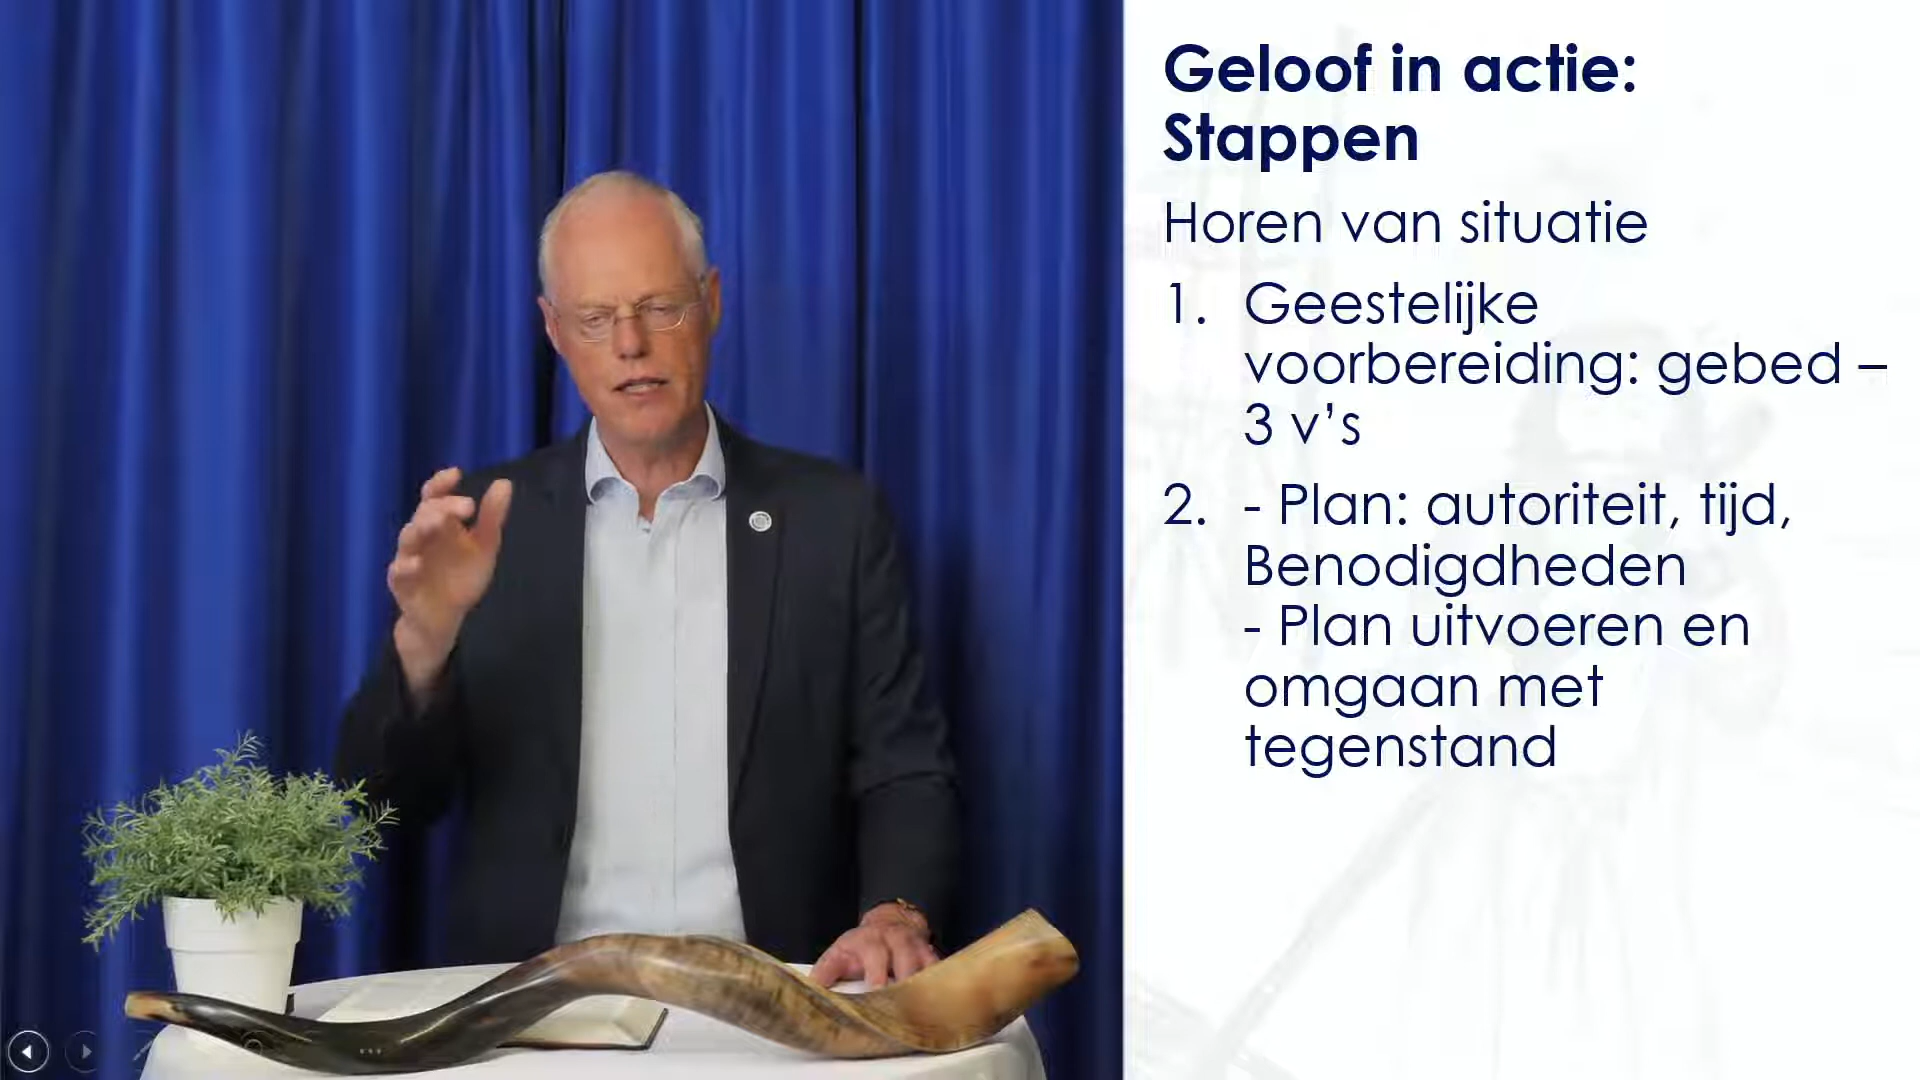 Geloof in actie:
Stappen
Horen van situatie
1. Geestelijke
voorbereiding: gebed –
3 v’s
2. - Plan: autoriteit, tijd,
Benodigdheden
- Plan uitvoeren en
omgaan met
tegenstand